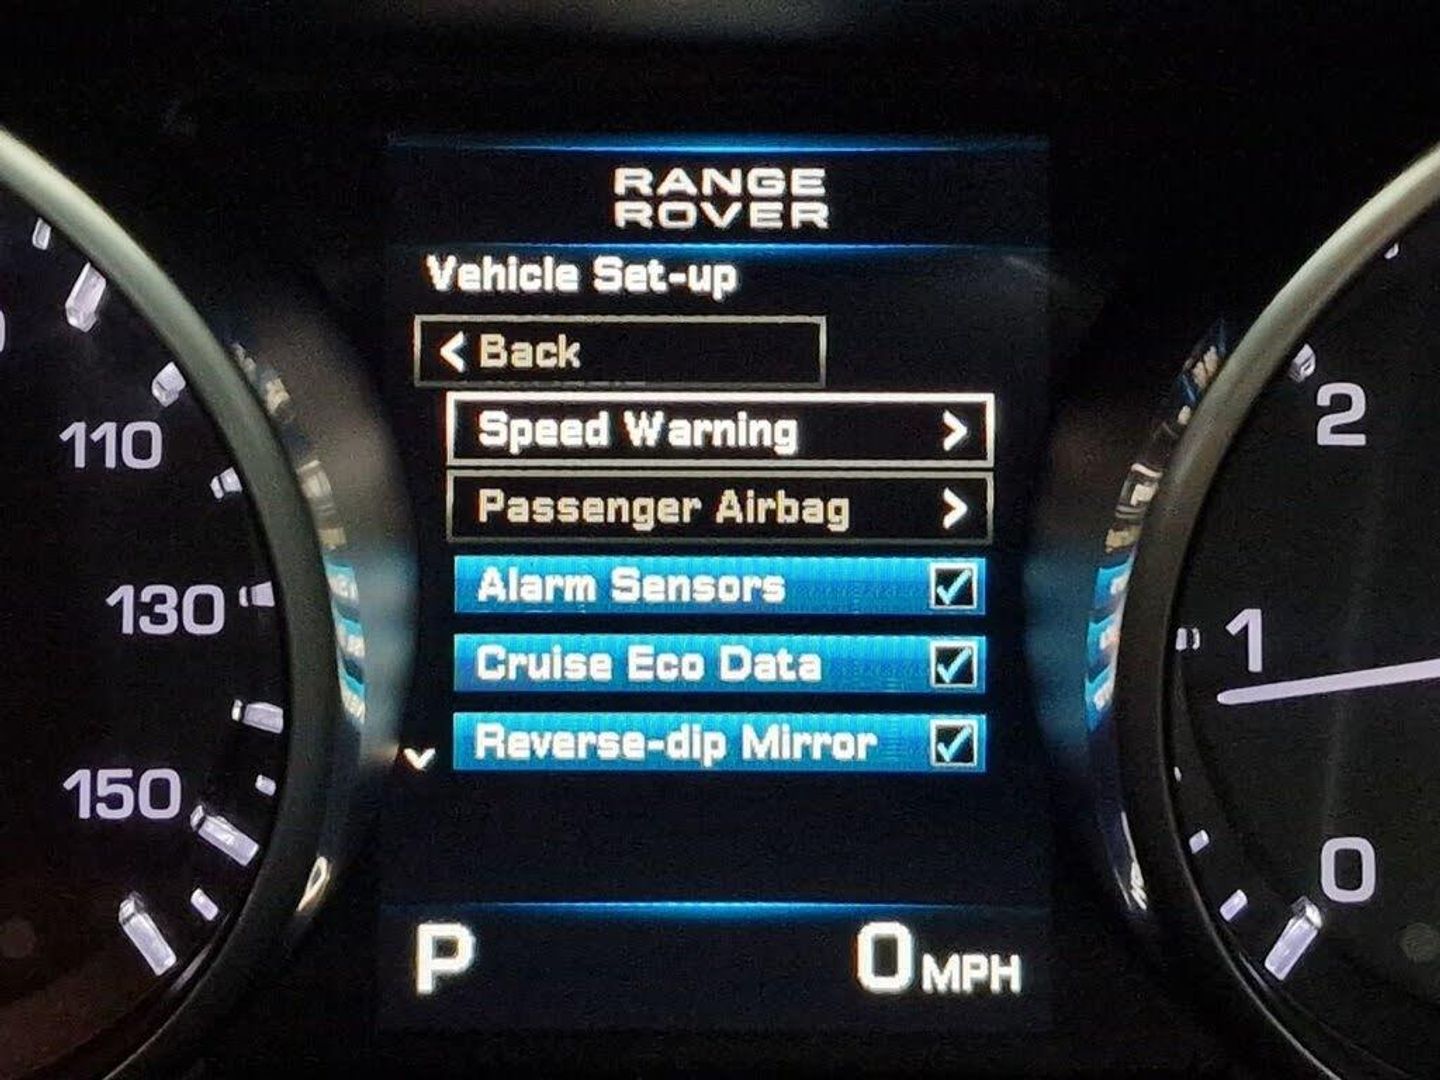 RANGE
ROVER
Vehicle Set-up
< Back
Speed Warning >
Passenger Airbag >
Alarm Sensors
Cruise Eco Data
Reverse-dip Mirror
P
0 MPH
110
130
150
2
1
0